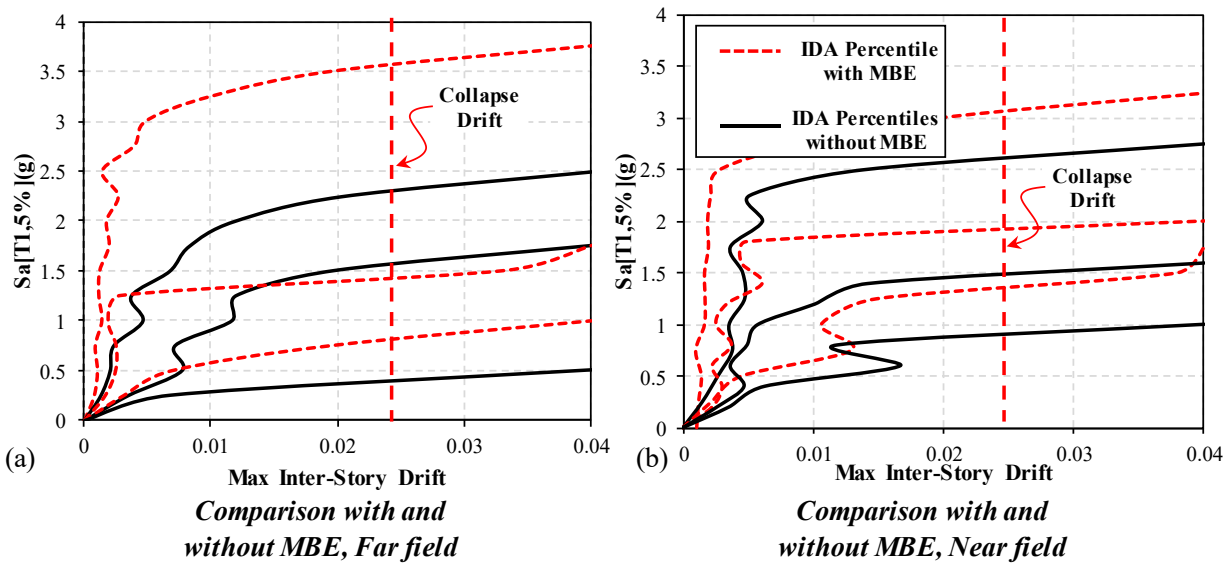 4
3.5
3
2.5
2
1.5
1
0.5
0
Sa[T1,5%](g)
Collapse
Drift
0
0.01
0.02
0.03
0.04
(a)
Max Inter-Story Drift
Comparison with and
without MBE, Far field
4
3.5
3
2.5
2
1.5
1
0.5
0
Sa[T1,5%](g)
IDA Percentile
with MBE
IDA Percentiles
without MBE
Collapse
Drift
0
0.01
0.02
0.03
0.04
(b)
Max Inter-Story Drift
Comparison with and
without MBE, Near field